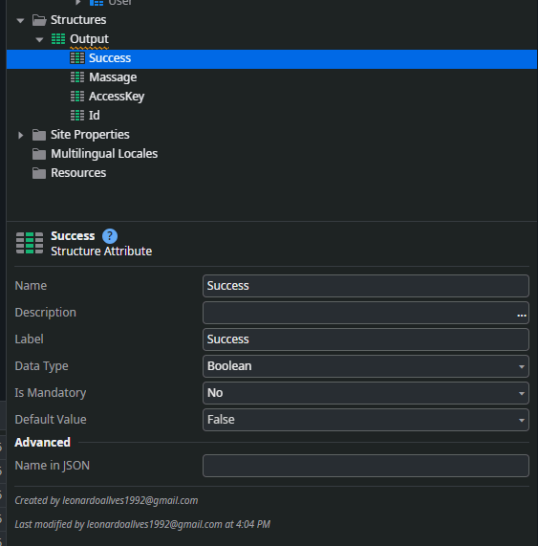 User
Structures
Output
Success
Massage
AccessKey
Id
Site Properties
Multilingual Locales
Resources
Success ?
Structure Attribute
Name Success
Description ...
Label Success
Data Type Boolean
Is Mandatory No
Default Value False
Advanced
Name in JSON
Created by leonardoallves1992@gmail.com
Last modified by leonardoallves1992@gmail.com at 4:04 PM